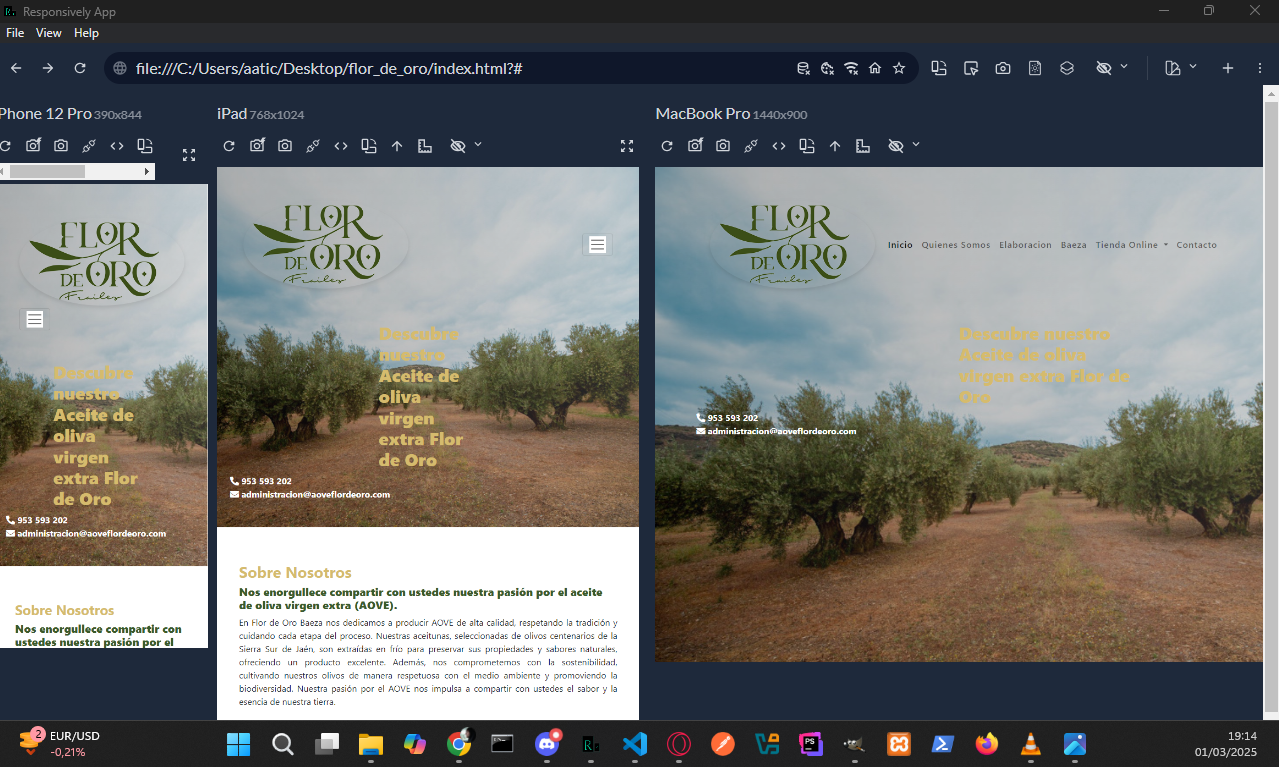 Responsively App
File View Help
file:///C:/Users/aatic/Desktop/flor_de_oro/index.html?#
Phone 12 Pro 390x844
FLOR
DE ORO
Frailes
Descubre
nuestro
Aceite de
oliva
virgen
extra Flor
de Oro
953 593 202
administracion@aoveflordeoro.com
Sobre Nosotros
Nos enorgullece compartir con
ustedes nuestra pasión por el
iPad 768x1024
FLOR
DE ORO
Frailes
Descubre
nuestro
Aceite de
oliva
virgen
extra Flor
de Oro
953 593 202
administracion@aoveflordeoro.com
Sobre Nosotros
Nos enorgullece compartir con ustedes nuestra pasión por el aceite
de oliva virgen extra (AOVE).
En Flor de Oro Baeza nos dedicamos a producir AOVE de alta calidad, respetando la tradición y
cuidando cada etapa del proceso. Nuestras aceitunas, seleccionadas de olivos centenarios de la
Sierra Sur de Jaén, son extraídas en frío para preservar sus propiedades y sabores naturales,
ofreciendo un producto excelente. Además, nos comprometemos con la sostenibilidad,
cultivando nuestros olivos de manera respetuosa con el medio ambiente y promoviendo la
biodiversidad. Nuestra pasión por el AOVE nos impulsa a compartir con ustedes el sabor y la
esencia de nuestra tierra.
MacBook Pro 1440x900
FLOR
DE ORO
Frailes
Inicio Quienes Somos Elaboracion Baeza Tienda Online Contacto
Descubre nuestro
Aceite de oliva
virgen extra Flor de
Oro
953 593 202
administracion@aoveflordeoro.com
2
EUR/USD
-0,21%
R.
PS
19:14
01/03/2025